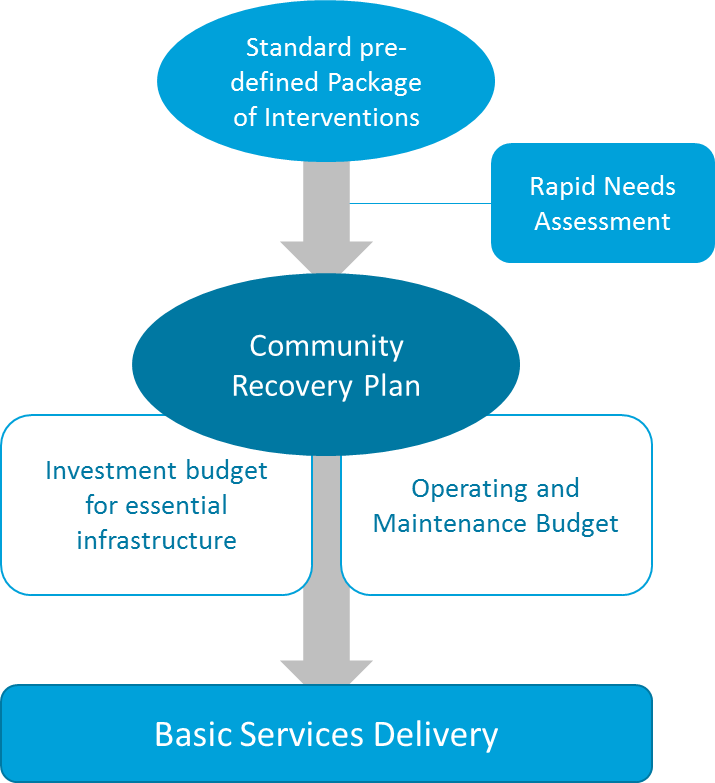 Standard pre-
defined Package
of Interventions
Rapid Needs
Assessment
Community
Recovery Plan
Investment budget
for essential
infrastructure
Operating and
Maintenance Budget
Basic Services Delivery